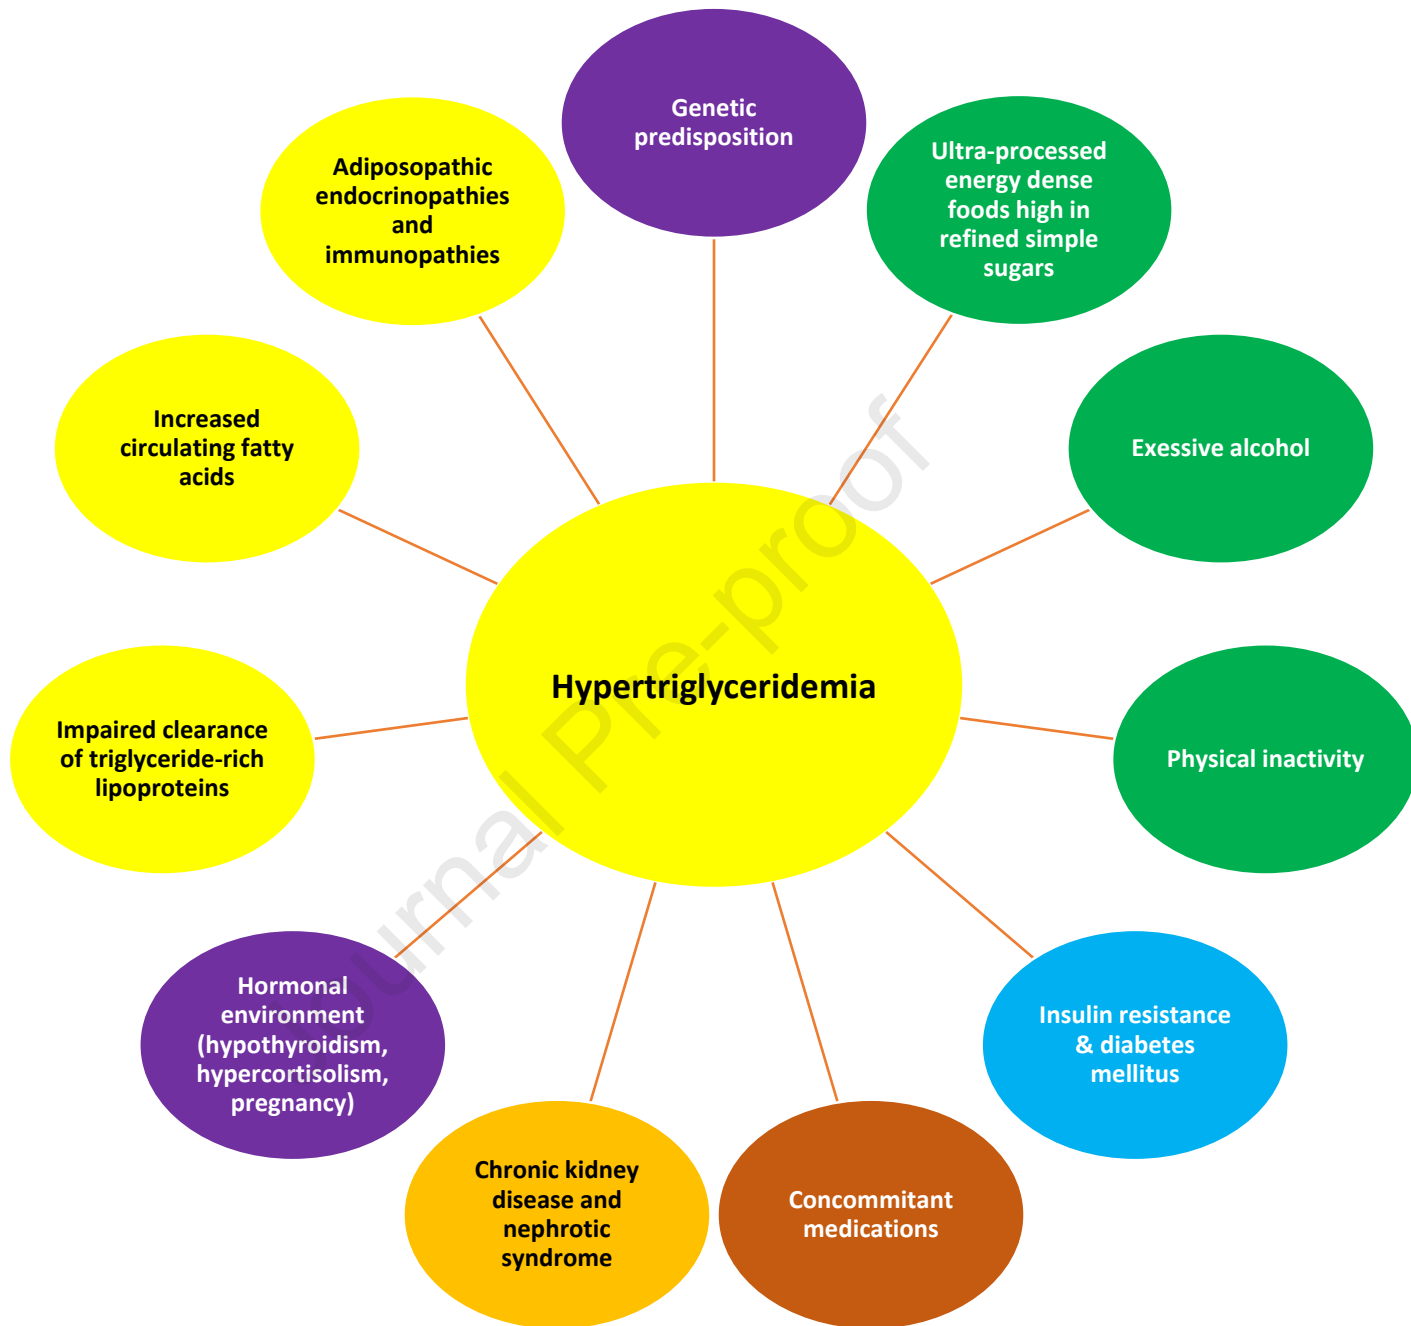 Genetic
predisposition
Ultra-processed
energy dense
foods high in
refined simple
sugars
Exessive alcohol
Physical inactivity
Insulin resistance
& diabetes
mellitus
Concommitant
medications
Chronic kidney
disease and
nephrotic
syndrome
Hormonal
environment
(hypothyroidism,
hypercortisolism,
pregnancy)
Impaired clearance
of triglyceride-rich
lipoproteins
Increased
circulating fatty
acids
Adiposopathic
endocrinopathies
and
immunopathies
Hypertriglyceridemia
Journal Pre-proof